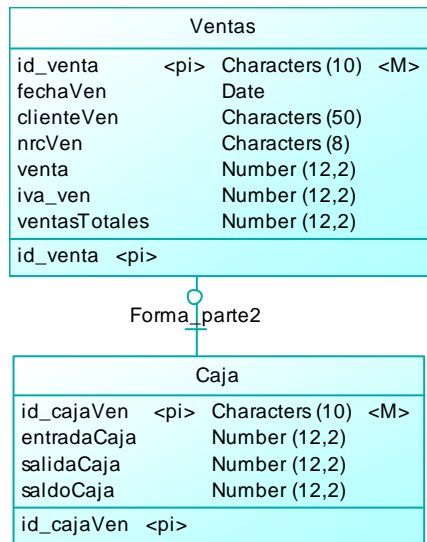 Ventas
id_venta <pi> Characters (10) <M>
fechaVen Date
clienteVen Characters (50)
nrcVen Characters (8)
venta Number (12,2)
iva_ven Number (12,2)
ventasTotales Number (12,2)
id_venta <pi>
Forma_parte2
Caja
id_cajaVen <pi> Characters (10) <M>
entradaCaja Number (12,2)
salidaCaja Number (12,2)
saldoCaja Number (12,2)
id_cajaVen <pi>